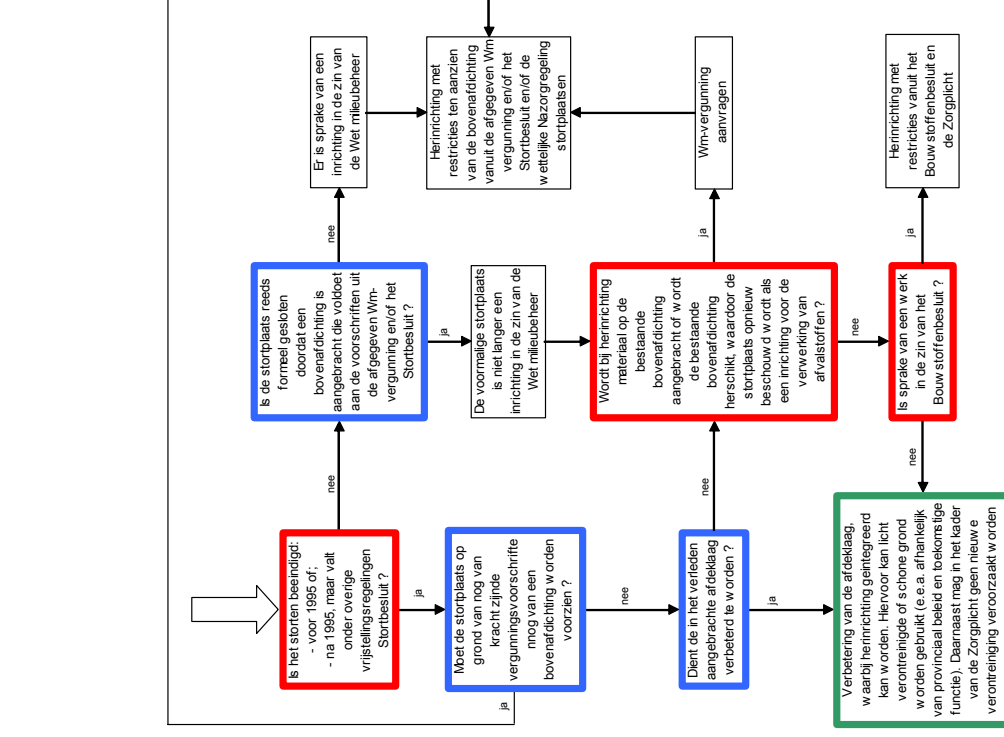 Is het storten beeindigd:
- voor 1995 of;
- na 1995, maar valt
onder overige
vrijstellingsregelingen
Stortbesluit ?
nee
ja
Is de stortplaats reeds
formeel gesloten
doordat een
bovenafdichting is
aangebracht die voldoet
aan de voorschriften uit
de afgegeven Wm-
vergunning en/of het
Stortbesluit ?
nee
ja
Er is sprake van een
inrichting in de zin van
de Wet milieubeheer
Herinrichting met
restricties ten aanzien
van de bovenafdichting
vanuit de afgegeven Wm
vergunning en/of het
Stortbesluit en/of de
wettelijke Nazorgregeling
stortplaatsen
Moet de stortplaats op
grond van nog van
kracht zijnde
vergunningsvoorschrifte
nnog van een
bovenafdichting worden
voorzien ?
ja
nee
De voormalige stortplaats
is niet langer een
inrichting in de zin van de
Wet milieubeheer
Dient de in het verleden
aangebrachte afdeklaag
verbeterd te worden ?
nee
ja
Wordt bij herinrichting
materiaal op de
bestaande
bovenafdichting
aangebracht of wordt
de bestaande
bovenafdichting
herschikt, waardoor de
stortplaats opnieuw
beschouwd wordt als
een inrichting voor de
verwerking van
afvalstoffen ?
ja
nee
Wm-vergunning
aanvragen
Verbetering van de afdeklaag,
waarbij herinrichting geintegreerd
kan worden. Hiervoor kan licht
verontreinigde of schone grond
worden gebruikt (e.e.a. afhankelijk
van provinciaal beleid en toekomstige
functie). Daarnaast mag in het kader
van de Zorgplicht geen nieuwe
verontreiniging veroorzaakt worden
Is sprake van een werk
in de zin van het
Bouwstoffenbesluit ?
nee
ja
Herinrichting met
restricties vanuit het
Bouwstoffenbesluit en
de Zorgplicht